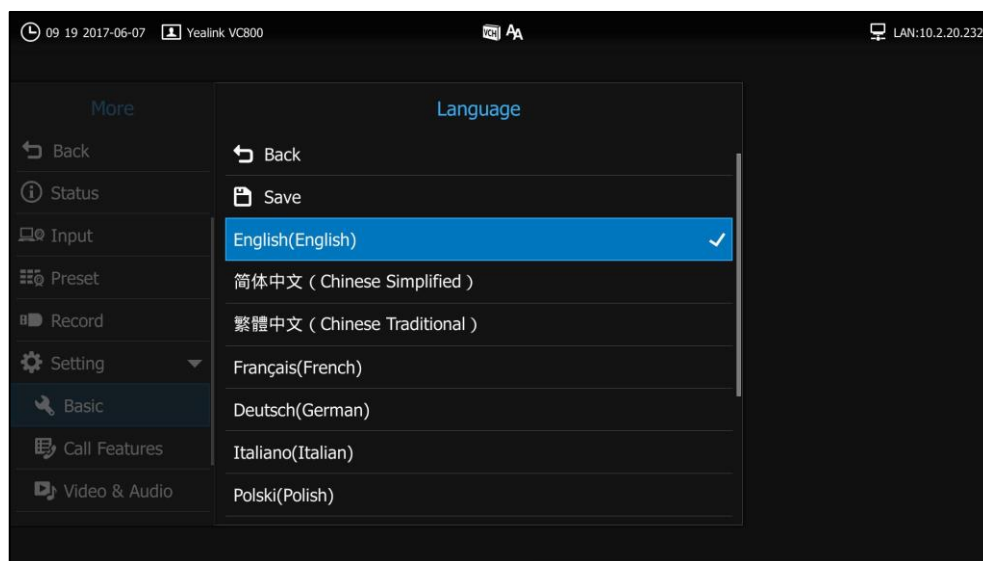 09 19 2017-06-07 Yealink VC800 VCH AA LAN:10.2.20.232
More
Back
Status
Input
Preset
Record
Setting
Basic
Call Features
Video & Audio
Language
Back
Save
English(English)
简体中文 ( Chinese Simplified )
繁體中文 ( Chinese Traditional )
Français(French)
Deutsch(German)
Italiano(Italian)
Polski(Polish)